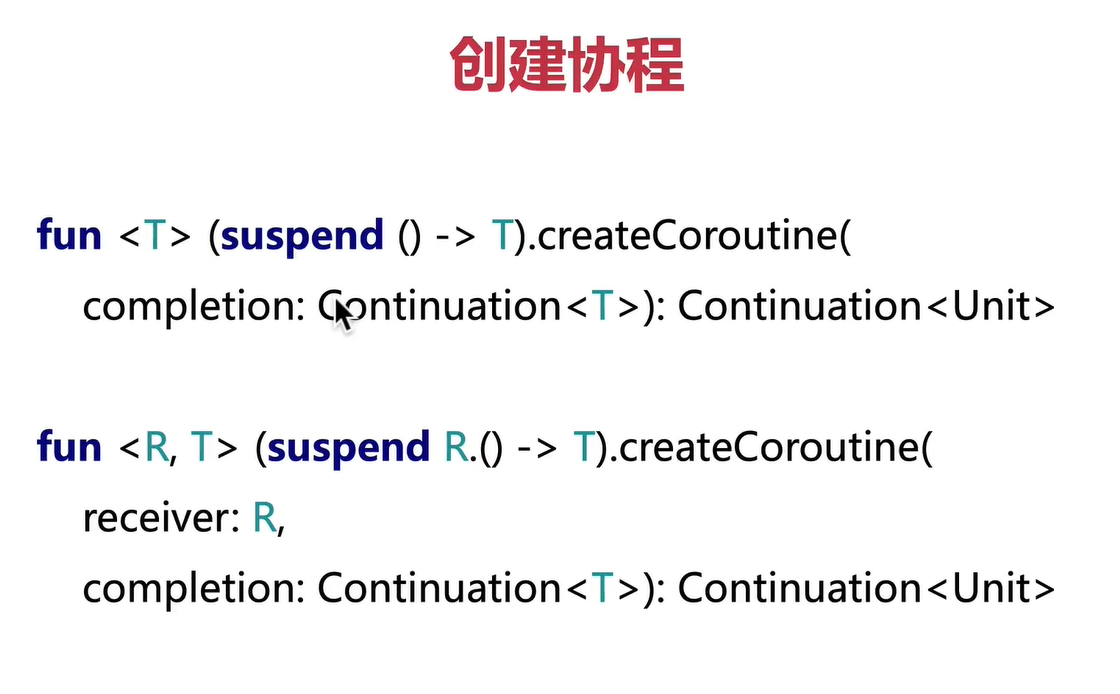 创建协程
fun <T> (suspend () -> T).createCoroutine(
completion: Continuation<T>): Continuation<Unit>
fun <R, T> (suspend R.() -> T).createCoroutine(
receiver: R,
completion: Continuation<T>): Continuation<Unit>